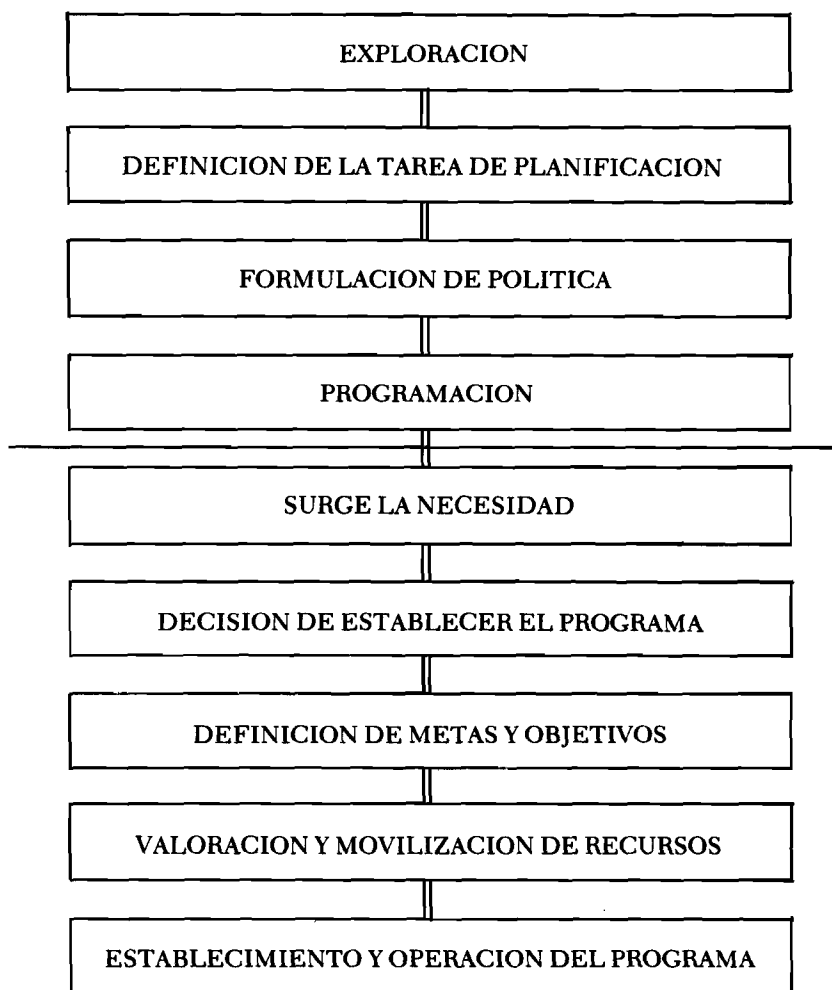 EXPLORACION
DEFINICION DE LA TAREA DE PLANIFICACION
FORMULACION DE POLITICA
PROGRAMACION
SURGE LA NECESIDAD
DECISION DE ESTABLECER EL PROGRAMA
DEFINICION DE METAS Y OBJETIVOS
VALORACION Y MOVILIZACION DE RECURSOS
ESTABLECIMIENTO Y OPERACION DEL PROGRAMA